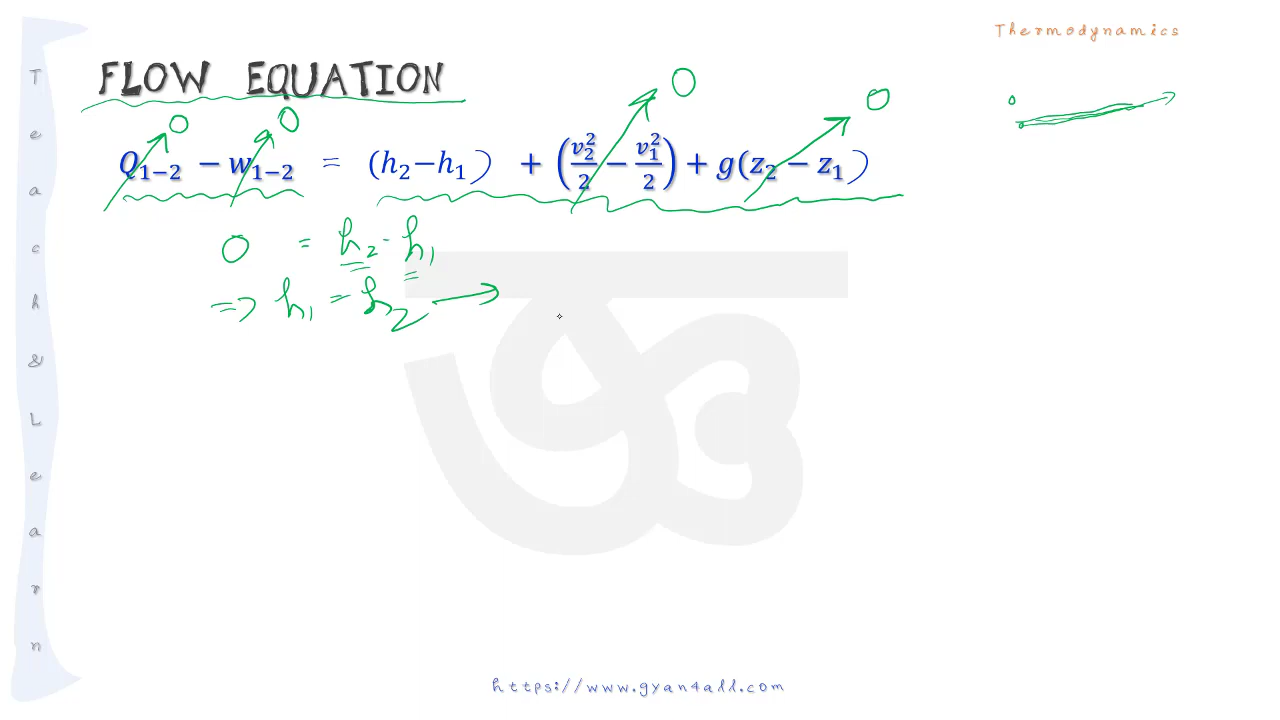 Thermodynamics
FLOW EQUATION
0 0 0 0
Q₁₋₂ − w₁₋₂ = (h₂−h₁) + (v₂²/2 − v₁²/2) + g(z₂ − z₁)
0 = h₂ - h₁
=> h₁ = h₂ →
Teach & Learn
https://www.gyan4all.com